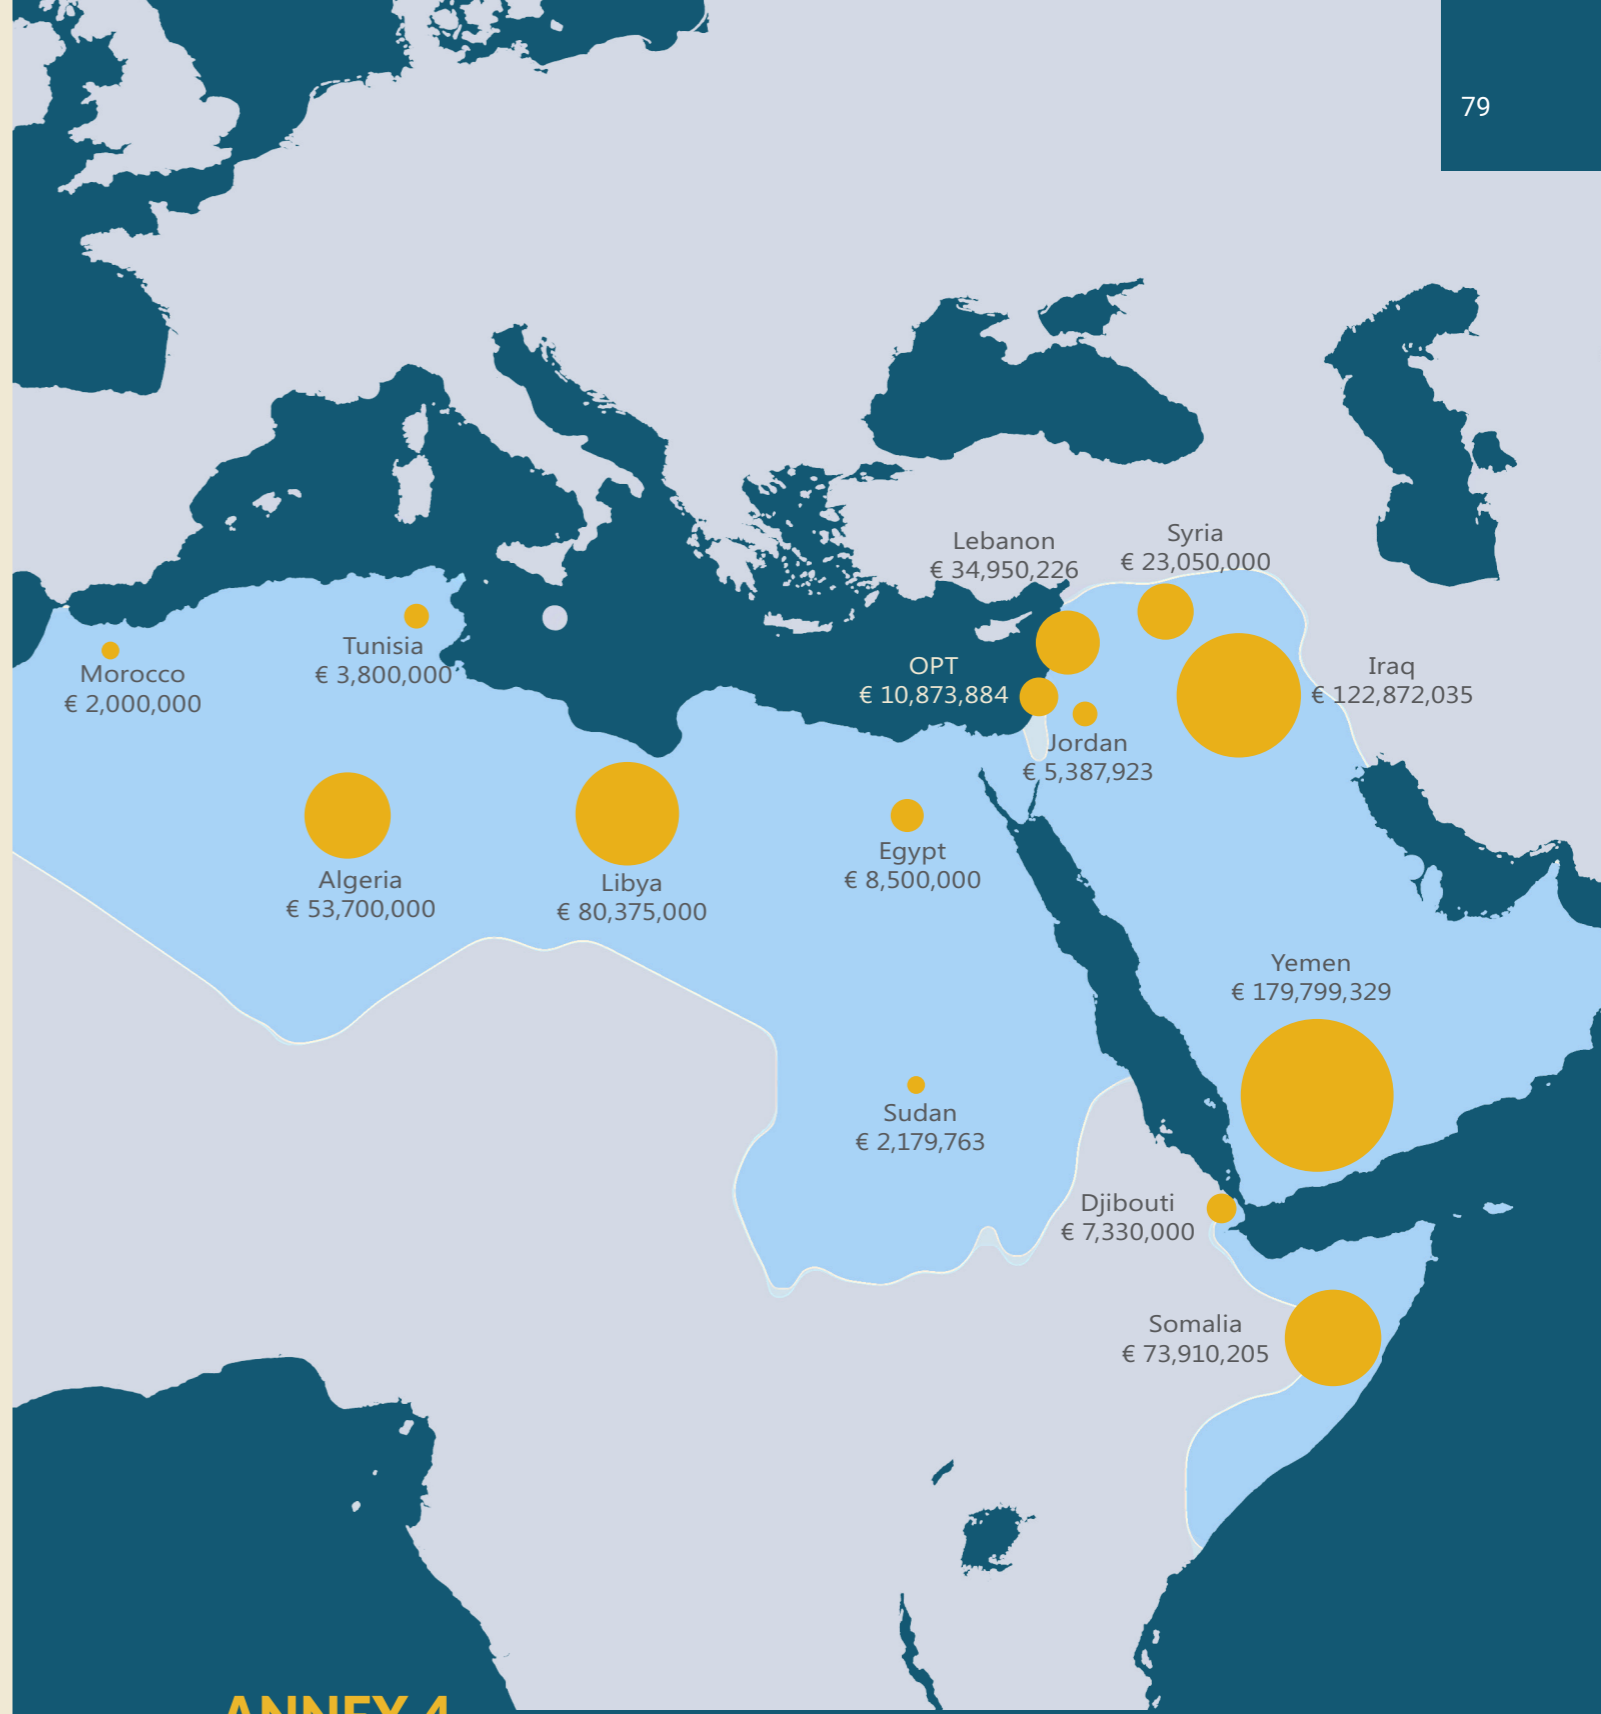 79
Syria
€ 23,050,000
Lebanon
€ 34,950,226
Tunisia
€ 3,800,000
Morocco
€ 2,000,000
OPT
€ 10,873,884
Iraq
€ 122,872,035
Jordan
€ 5,387,923
Egypt
€ 8,500,000
Algeria
€ 53,700,000
Libya
€ 80,375,000
Yemen
€ 179,799,329
Sudan
€ 2,179,763
Djibouti
€ 7,330,000
Somalia
€ 73,910,205
ANNEX 4